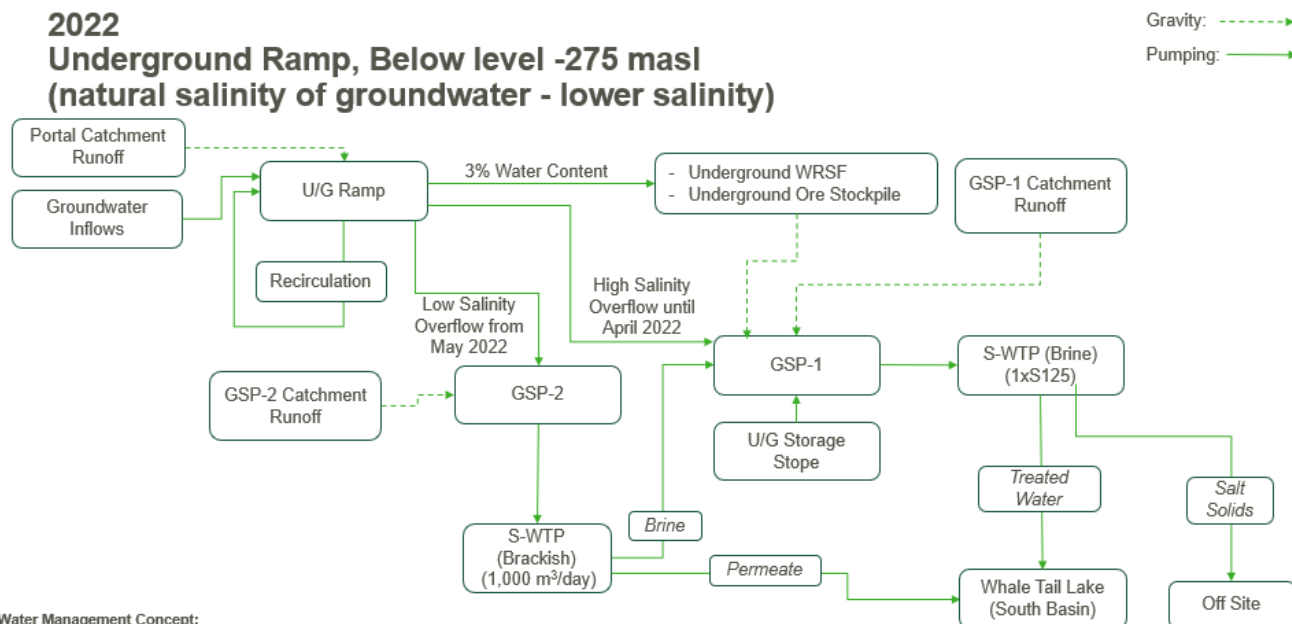 2022
Underground Ramp, Below level -275 masl
(natural salinity of groundwater - lower salinity)
Gravity:
Pumping:
Portal Catchment
Runoff
Groundwater
Inflows
U/G Ramp
Recirculation
3% Water Content
- Underground WRSF
- Underground Ore Stockpile
GSP-1 Catchment
Runoff
Low Salinity
Overflow from
May 2022
High Salinity
Overflow until
April 2022
GSP-2 Catchment
Runoff
GSP-2
GSP-1
S-WTP (Brine)
(1xS125)
U/G Storage
Stope
Treated
Water
Salt
Solids
S-WTP
(Brackish)
(1,000 m³/day)
Brine
Permeate
Whale Tail Lake
(South Basin)
Off Site
Water Management Concept: